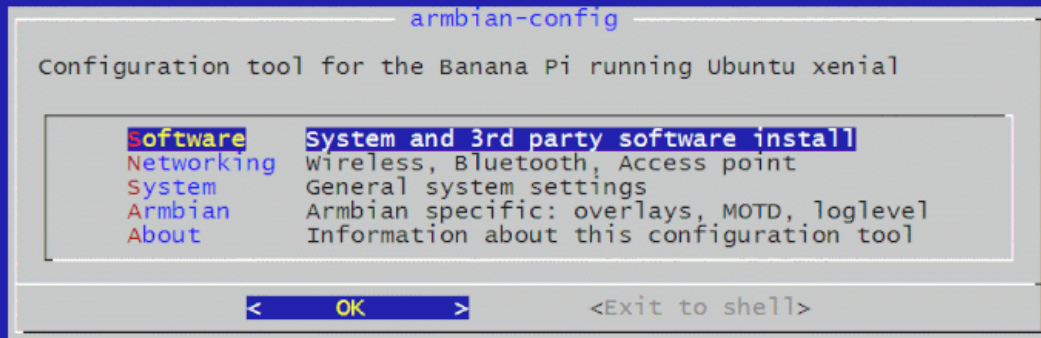 armbian-config
Configuration tool for the Banana Pi running Ubuntu xenial
Software System and 3rd party software install
Networking Wireless, Bluetooth, Access point
System General system settings
Armbian Armbian specific: overlays, MOTD, loglevel
About Information about this configuration tool
< OK > <Exit to shell>